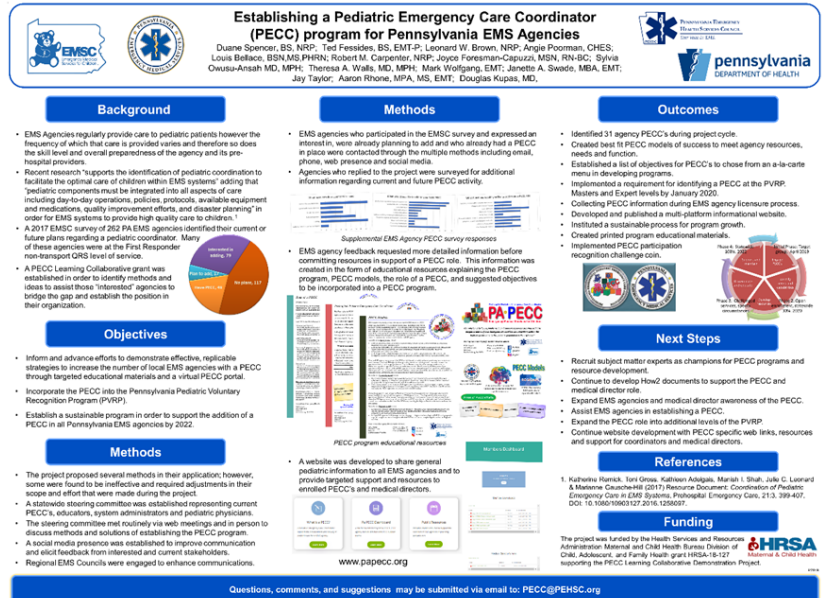 Establishing a Pediatric Emergency Care Coordinator
(PECC) program for Pennsylvania EMS Agencies
Duane Spencer, BS, NRP; Ted Fessides, BS, EMT-P; Leonard W. Brown, NRP; Angie Poorman, CHES;
Louis Bellace, BSN,MS,PHRN; Robert M. Carpenter, NRP; Joyce Foresman-Capuzzi, MSN, RN-BC; Sylvia
Owusu-Ansah MD, MPH; Theresa A. Walls, MD, MPH; Mark Wolfgang, EMT; Janette A. Swade, MBA, EMT;
Jay Taylor; Aaron Rhone, MPA, MS, EMT; Douglas Kupas, MD,
EMSC
Pennsylvania Emergency
Health Services Council
pennsylvania
DEPARTMENT OF HEALTH
Background
• EMS Agencies regularly provide care to pediatric patients however the
frequency of which that care is provided varies and therefore so does
the skill level and overall preparedness of the agency and its pre-
hospital providers.
• Recent research "supports the identification of pediatric coordination to
facilitate the optimal care of children within EMS systems" adding that
"pediatric components must be integrated into all aspects of care
including day-to-day operations, policies, protocols, available equipment
and medications, quality improvement efforts, and disaster planning" in
order for EMS systems to provide high quality care to children.¹
• A 2017 EMSC survey of 262 PA EMS agencies identified their current or
future plans regarding a pediatric coordinator. Many
of these agencies were at the First Responder
non-transport QRS level of service.
• A PECC Learning Collaborative grant was
established in order to identify methods and
ideas to assist those "Interested" agencies to
bridge the gap and establish the position in
their organization.
Interested in
adding, 79
No plans, 117
Objectives
• Inform and advance efforts to demonstrate effective, replicable
strategies to increase the number of local EMS agencies with a PECC
through targeted educational materials and a virtual PECC portal.
• Incorporate the PECC into the Pennsylvania Pediatric Voluntary
Recognition Program (PVRP).
• Establish a sustainable program in order to support the addition of a
PECC in all Pennsylvania EMS agencies by 2022.
Methods
• The project proposed several methods in their application; however,
some were found to be ineffective and required adjustments in their
scope and effort that were made during the project.
• A statewide steering committee was established representing current
PECC's, educators, system administrators and pediatric physicians.
• The steering committee met routinely via web meetings and in person to
discuss methods and solutions of establishing the PECC program.
• A social media presence was established to improve communication
and elicit feedback from interested and current stakeholders.
• Regional EMS Councils were engaged to enhance communications.
Methods
• EMS agencies who participated in the EMSC survey and expressed an
interest in, were already planning to add and who already had a PECC
in place were contacted through the multiple methods including email,
phone, web presence and social media.
• Agencies who replied to the project were surveyed for additional
information regarding current and future PECC activity.
Supplemental EMS Agency PECC survey responses
• EMS agency feedback requested more detailed information before
committing resources in support of a PECC role. This information was
created in the form of educational resources explaining the PECC
program, PECC models, the role of a PECC, and suggested objectives
to be incorporated into a PECC program.
PA PECC
PECC Models
PECC program educational resources
• A website was developed to share general
pediatric information to all EMS agencies and to
provide targeted support and resources to
enrolled PECC's and medical directors.
www.papecc.org
Outcomes
• Identified 31 agency PECC's during project cycle.
• Created best fit PECC models of success to meet agency resources,
needs and function.
• Established a list of objectives for PECC's to chose from an a-la-carte
menu in developing programs.
• Implemented a requirement for identifying a PECC at the PVRP.
Masters and Expert levels by January 2020.
• Collecting PECC information during EMS agency licensure process.
• Developed and published a multi-platform informational website.
• Instituted a sustainable process for program growth.
• Created printed program educational materials.
• Implemented PECC participation
recognition challenge coin.
Next Steps
• Recruit subject matter experts as champions for PECC programs and
resource development.
• Continue to develop How2 documents to support the PECC and
medical director role.
• Expand EMS agencies and medical director awareness of the PECC.
• Assist EMS agencies in establishing a PECC.
• Expand the PECC role into additional levels of the PVRP.
• Continue website development with PECC specific web links, resources
and support for coordinators and medical directors.
References
1. Katherine Remick, Toni Gross, Kathleen Adelgais, Manish I. Shah, Julie C. Leonard
& Marianne Gausche-Hill (2017) Resource Document: Coordination of Pediatric
Emergency Care in EMS Systems, Prehospital Emergency Care, 21:3, 399-407,
DOI: 10.1080/10903127.2016.1258097.
Funding
The project was funded by the Health Services and Resources
Administration Maternal and Child Health Bureau Division of
Child, Adolescent, and Family Health grant HRSA-18-127
supporting the PECC Learning Collaborative Demonstration Project.
HRSA
Maternal & Child Health
Questions, comments, and suggestions may be submitted via email to: PECC@PEHSC.org